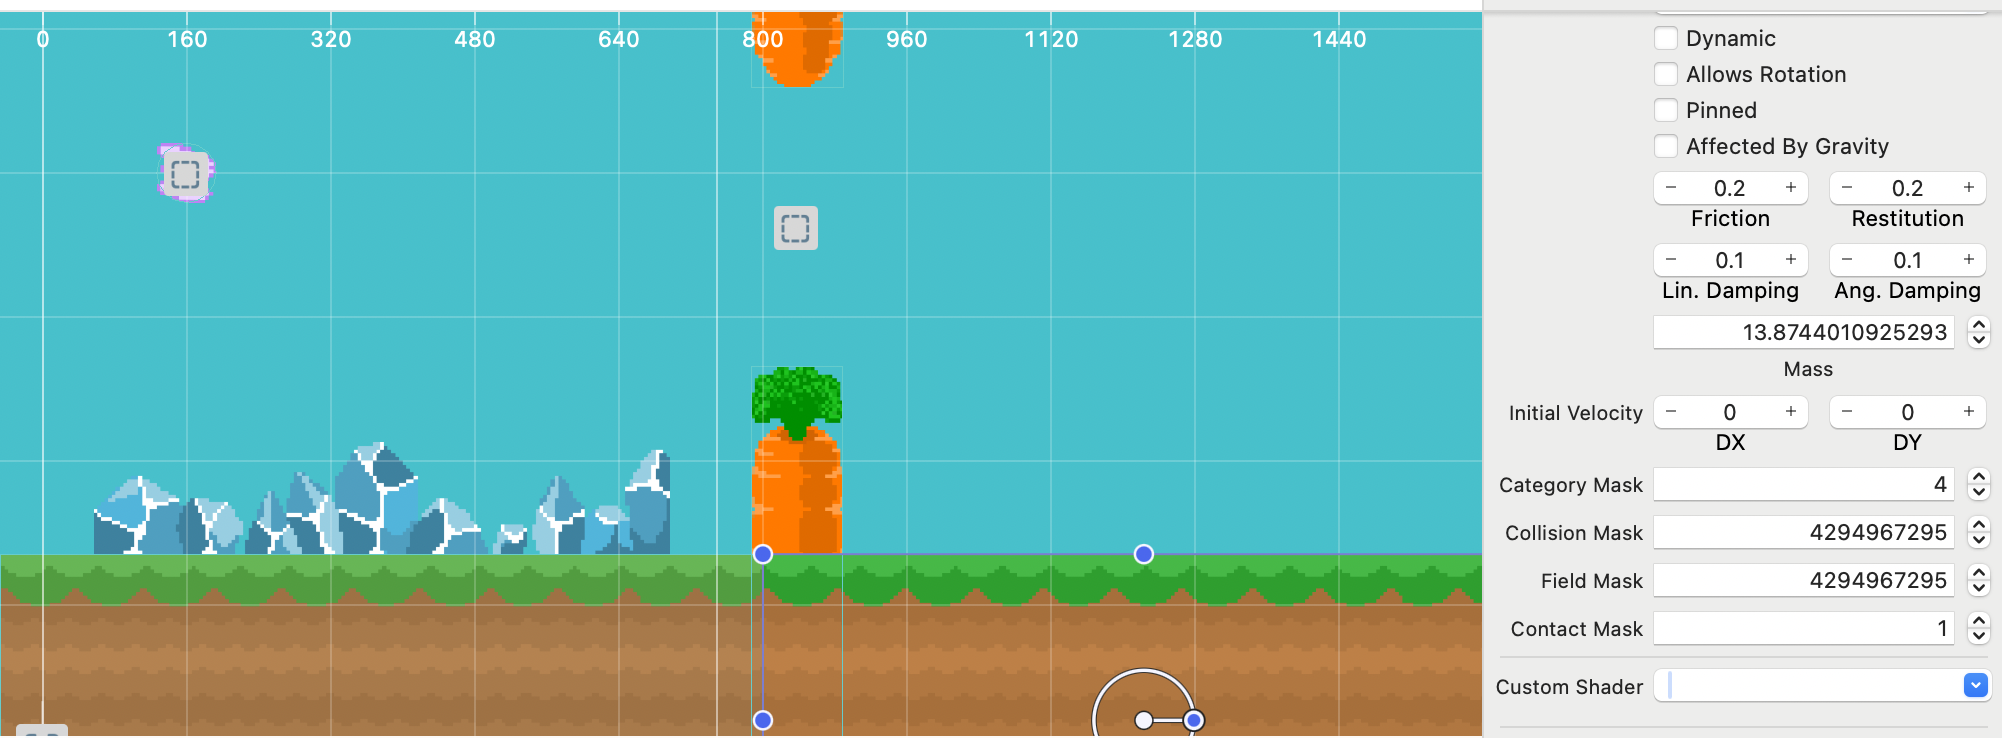 0 160 320 480 640 800 960 1120 1280 1440
Dynamic
Allows Rotation
Pinned
Affected By Gravity
− 0.2 + − 0.2 +
Friction Restitution
− 0.1 + − 0.1 +
Lin. Damping Ang. Damping
13.8744010925293
Mass
Initial Velocity − 0 + − 0 +
DX DY
Category Mask 4
Collision Mask 4294967295
Field Mask 4294967295
Contact Mask 1
Custom Shader